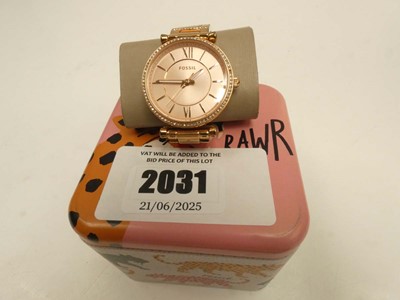 FOSSIL
RAWR
VAT WILL BE ADDED TO THE
BID PRICE OF THIS LOT
2031
21/06/2025